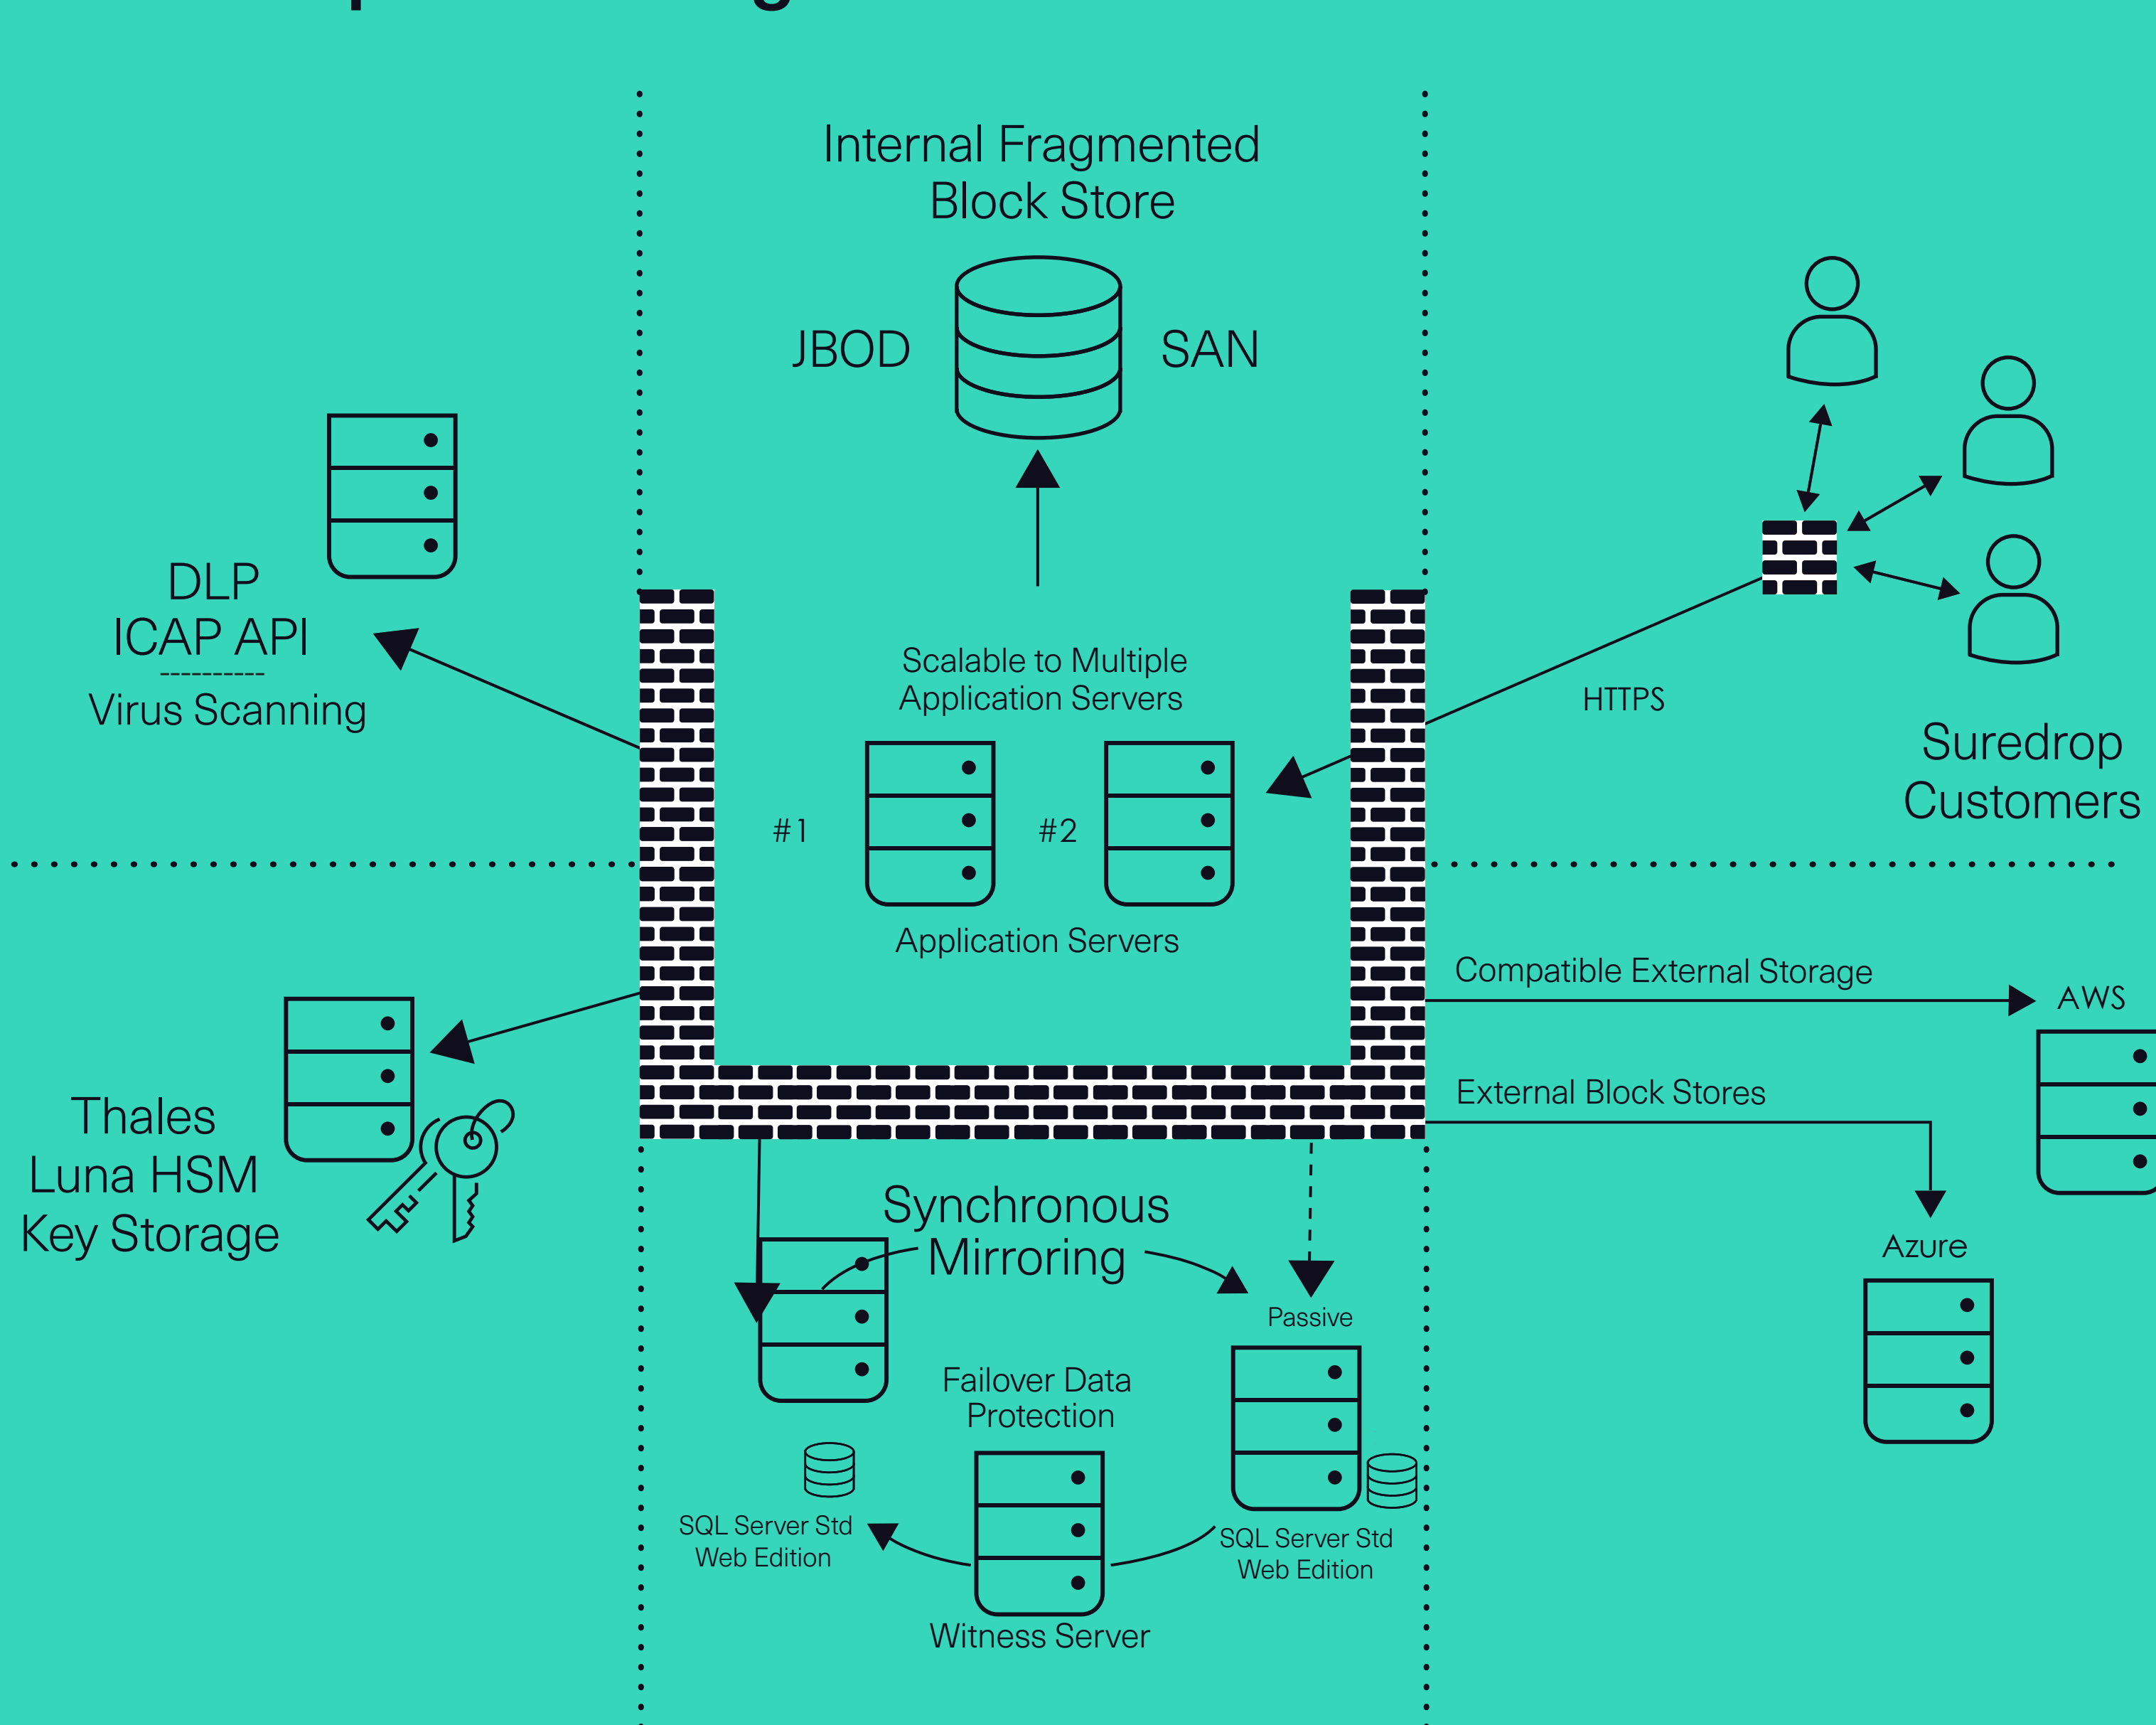 Internal Fragmented
Block Store
JBOD
SAN
DLP
ICAP API
----------
Virus Scanning
Scalable to Multiple
Application Servers
#1
#2
Application Servers
HTTPS
Suredrop
Customers
Compatible External Storage
AWS
External Block Stores
Azure
Thales
Luna HSM
Key Storage
Synchronous
Mirroring
Passive
Failover Data
Protection
SQL Server Std
Web Edition
SQL Server Std
Web Edition
Witness Server